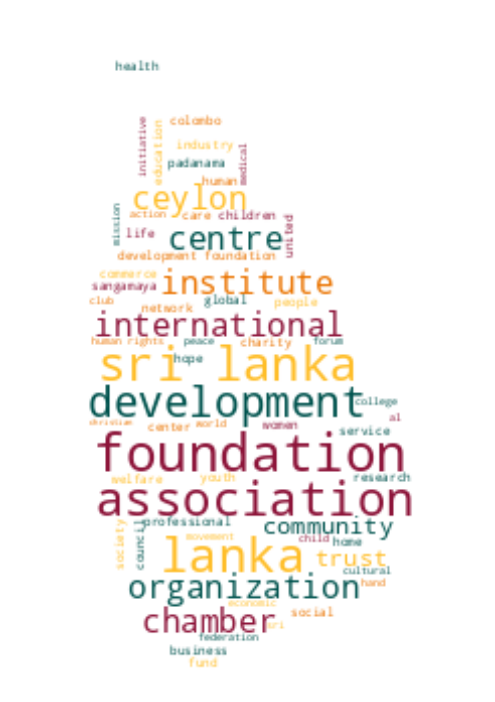 health
colombo
initiative
education
industry
medical
padanama
human
ceylon
action
care
children
mission
life
centre
united
development
foundation
commerce
sangamaya
institute
club
network
global
people
international
human rights
peace
charity
forum
sri lanka
hope
development
college
al
christian
center
world
women
service
foundation
welfare
youth
research
association
society
council
professional
community
movement
child
home
lanka
trust
cultural
organization
hand
economic
social
chamber
sri
federation
business
fund